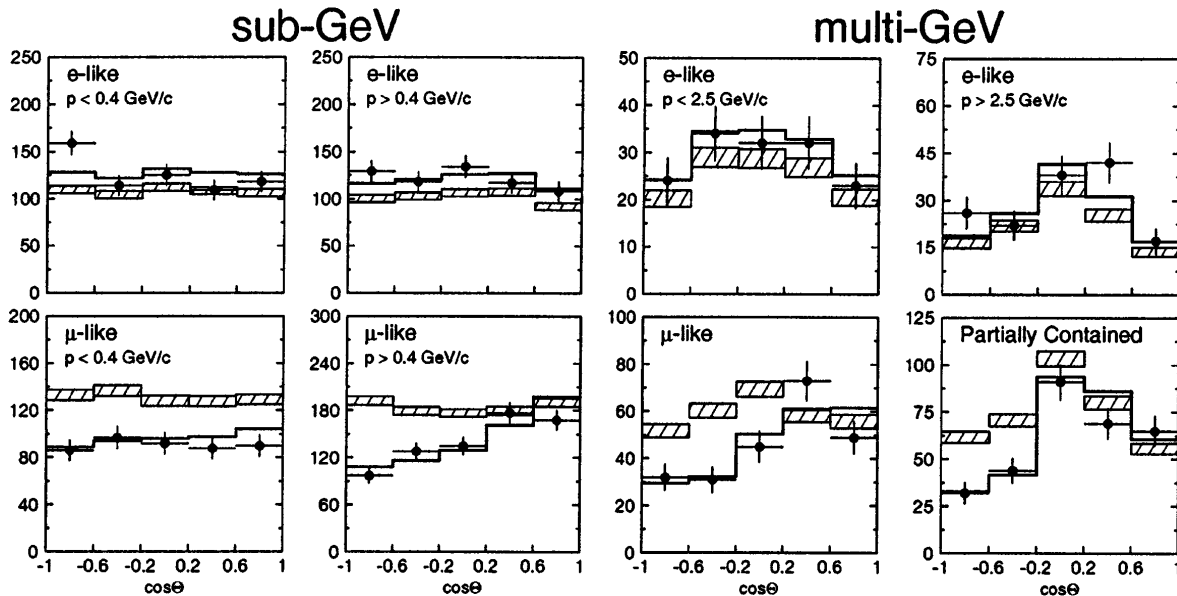 sub-GeV
multi-GeV
250
200
150
100
50
0
e-like
p < 0.4 GeV/c
250
200
150
100
50
0
e-like
p > 0.4 GeV/c
50
40
30
20
10
0
e-like
p < 2.5 GeV/c
75
60
45
30
15
0
e-like
p > 2.5 GeV/c
200
160
120
80
40
0
μ-like
p < 0.4 GeV/c
-1 -0.6 -0.2 0.2 0.6 1
cosΘ
300
240
180
120
60
0
μ-like
p > 0.4 GeV/c
-1 -0.6 -0.2 0.2 0.6 1
cosΘ
100
80
60
40
20
0
μ-like
-1 -0.6 -0.2 0.2 0.6 1
cosΘ
125
100
75
50
25
0
Partially Contained
-1 -0.6 -0.2 0.2 0.6 1
cosΘ